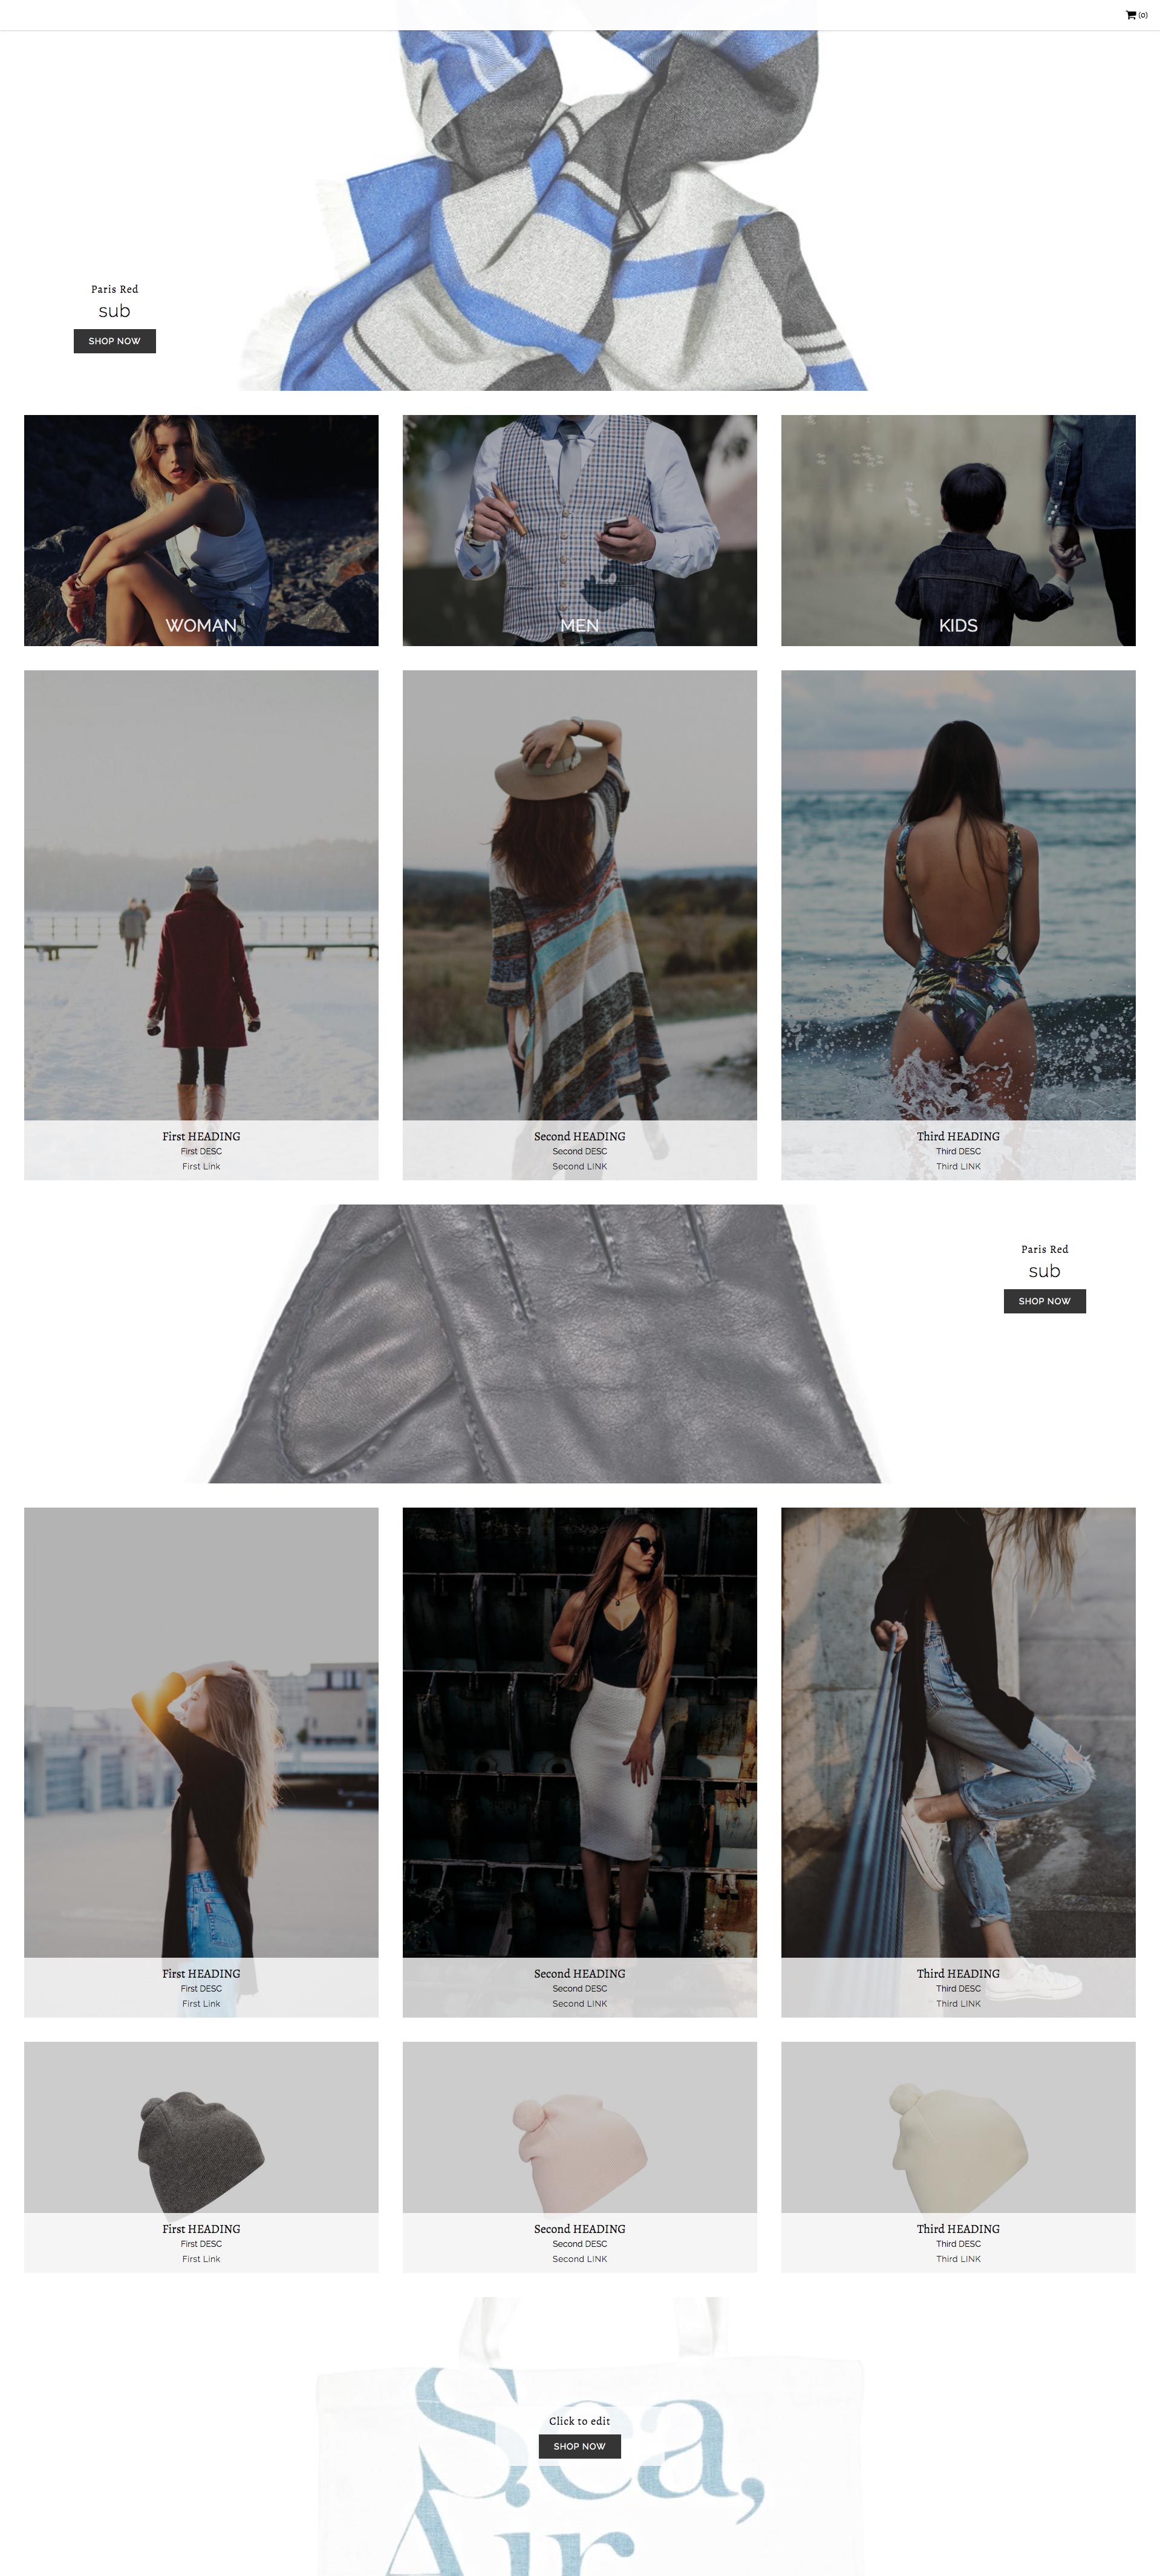 (0)
Paris Red
sub
SHOP NOW
WOMAN
MEN
KIDS
First HEADING
First DESC
First Link
Second HEADING
Second DESC
Second LINK
Third HEADING
Third DESC
Third LINK
Paris Red
sub
SHOP NOW
First HEADING
First DESC
First Link
Second HEADING
Second DESC
Second LINK
Third HEADING
Third DESC
Third LINK
First HEADING
First DESC
First Link
Second HEADING
Second DESC
Second LINK
Third HEADING
Third DESC
Third LINK
Sea,
Click to edit
SHOP NOW
Air